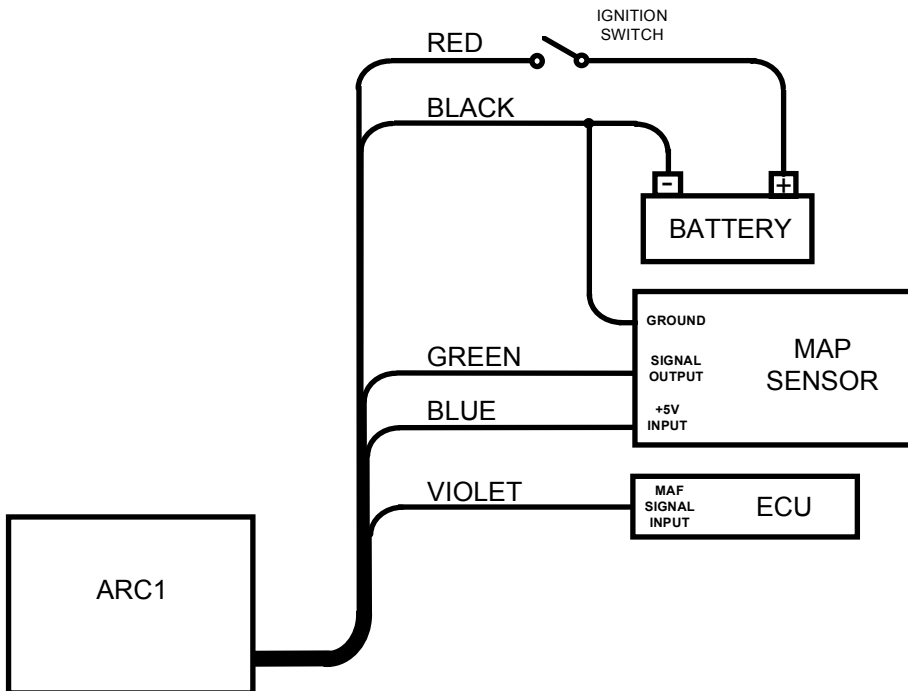 IGNITION
SWITCH
RED
BLACK
- +
BATTERY
GROUND
MAP
SENSOR
GREEN
SIGNAL
OUTPUT
BLUE
+5V
INPUT
VIOLET
MAF
SIGNAL
INPUT
ECU
ARC1